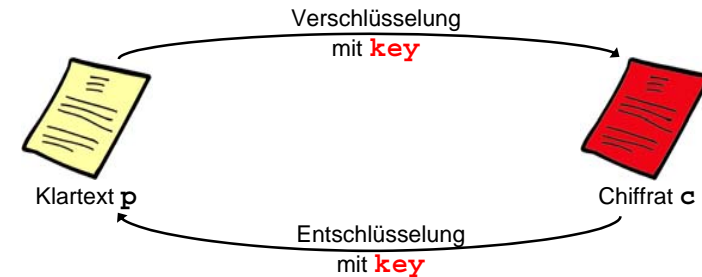 Verschlüsselung
mit key
Klartext p
Chiffrat c
Entschlüsselung
mit key